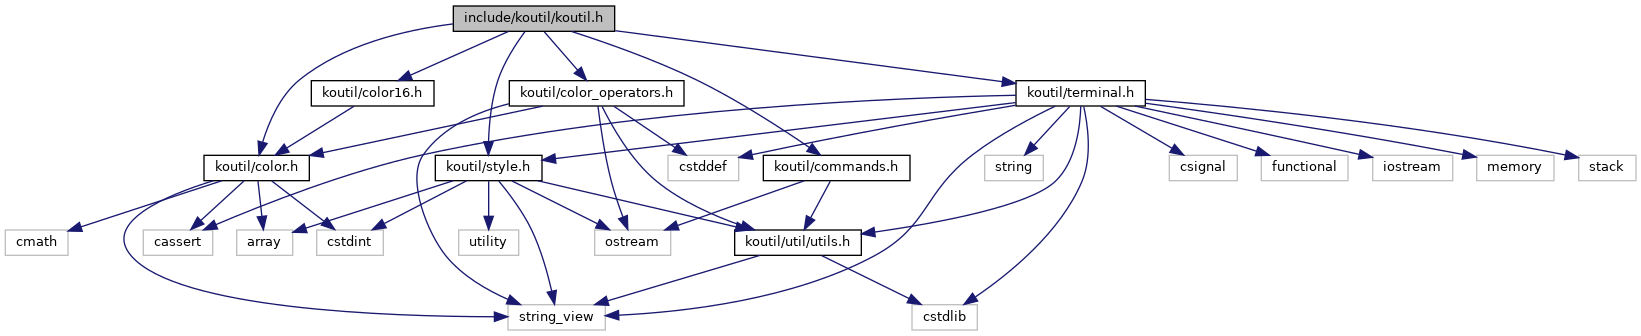 include/koutil/koutil.h
koutil/color16.h
koutil/color_operators.h
koutil/terminal.h
koutil/color.h
koutil/style.h
cstddef
koutil/commands.h
string
csignal
functional
iostream
memory
stack
cmath
cassert
array
cstdint
utility
ostream
koutil/util/utils.h
string_view
cstdlib